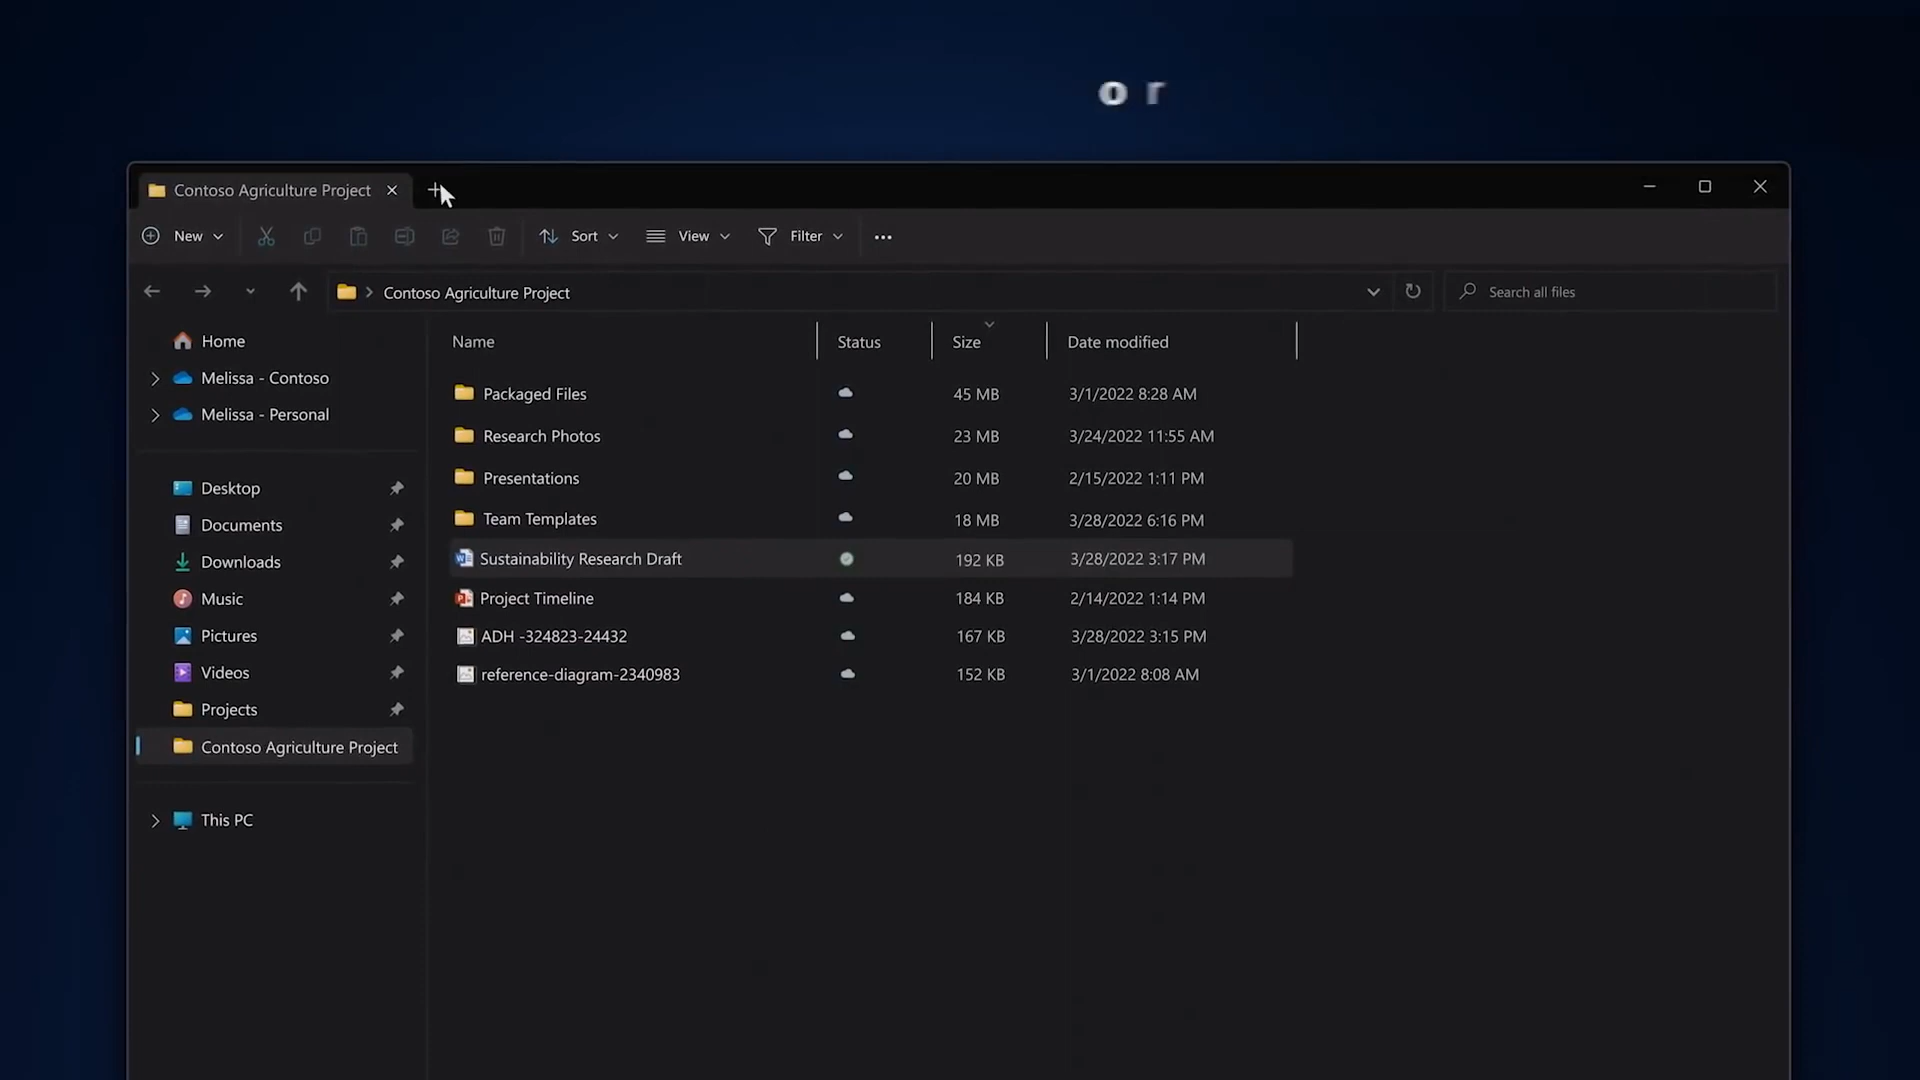 o r
Contoso Agriculture Project
New
Sort
View
Filter
Contoso Agriculture Project
Search all files
Home
Melissa - Contoso
Melissa - Personal
Desktop
Documents
Downloads
Music
Pictures
Videos
Projects
Contoso Agriculture Project
This PC
Name Status Size Date modified
Packaged Files 45 MB 3/1/2022 8:28 AM
Research Photos 23 MB 3/24/2022 11:55 AM
Presentations 20 MB 2/15/2022 1:11 PM
Team Templates 18 MB 3/28/2022 6:16 PM
Sustainability Research Draft 192 KB 3/28/2022 3:17 PM
Project Timeline 184 KB 2/14/2022 1:14 PM
ADH -324823-24432 167 KB 3/28/2022 3:15 PM
reference-diagram-2340983 152 KB 3/1/2022 8:08 AM